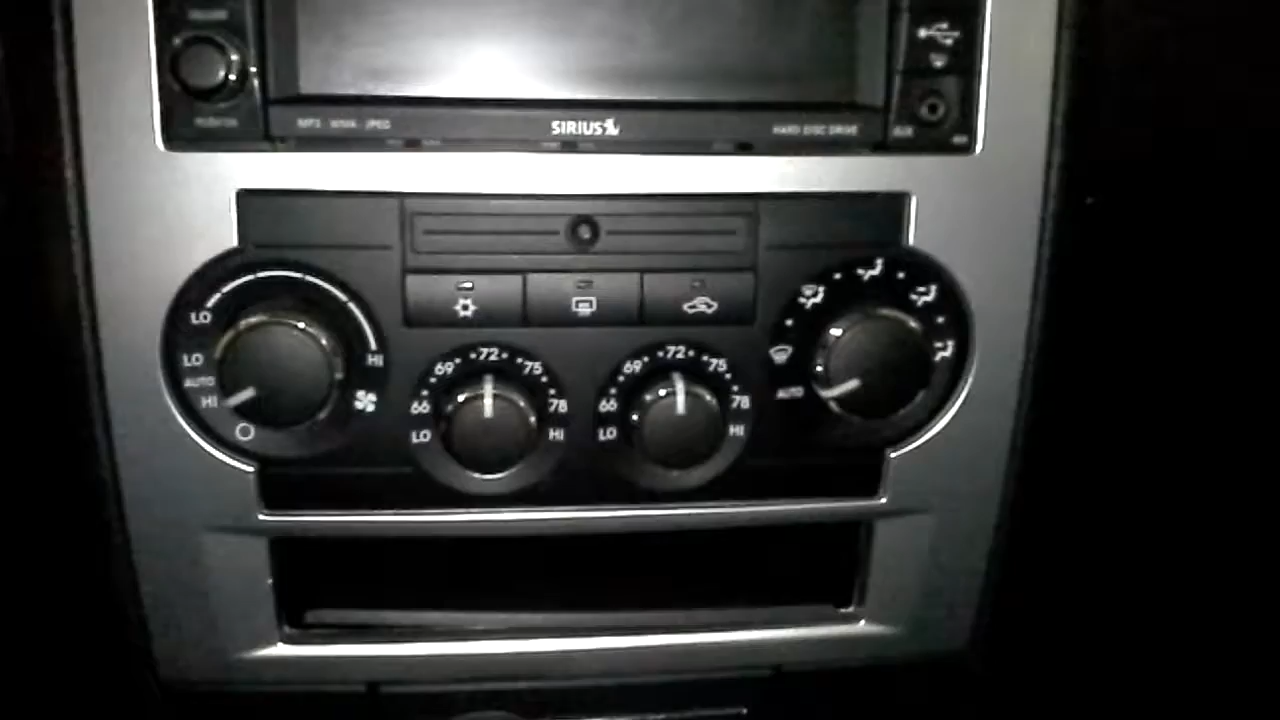 MP3 · WMA · JPEG
SIRIUS
HARD DISC DRIVE
AUX
LO
HI
LO
AUTO
HI
LO 66 69 72 75 78 HI
LO 66 69 72 75 78 HI
AUTO